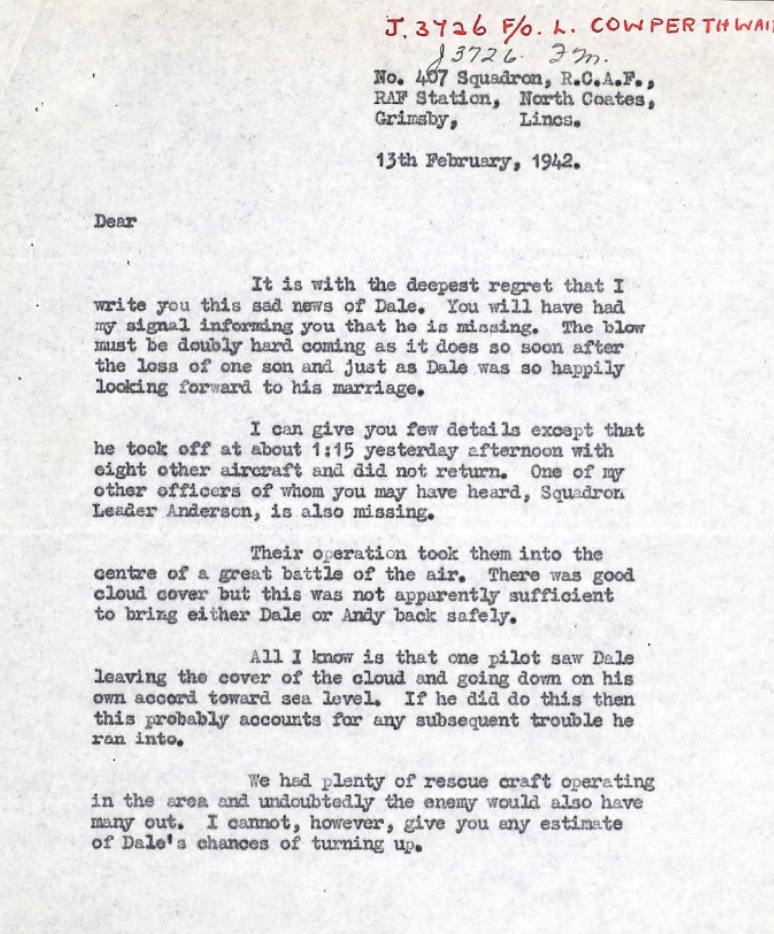 J.3726 F/O. L. COWPERTHWAI
J3726. Fm.
No. 407 Squadron, R.C.A.F.,
RAF Station, North Coates,
Grimsby, Lincs.
13th February, 1942.
Dear
It is with the deepest regret that I
write you this sad news of Dale. You will have had
my signal informing you that he is missing. The blow
must be doubly hard coming as it does so soon after
the loss of one son and just as Dale was so happily
looking forward to his marriage.
I can give you few details except that
he took off at about 1:15 yesterday afternoon with
eight other aircraft and did not return. One of my
other officers of whom you may have heard, Squadron
Leader Anderson, is also missing.
Their operation took them into the
centre of a great battle of the air. There was good
cloud cover but this was not apparently sufficient
to bring either Dale or Andy back safely.
All I know is that one pilot saw Dale
leaving the cover of the cloud and going down on his
own accord toward sea level. If he did do this then
this probably accounts for any subsequent trouble he
ran into.
We had plenty of rescue craft operating
in the area and undoubtedly the enemy would also have
many out. I cannot, however, give you any estimate
of Dale's chances of turning up.